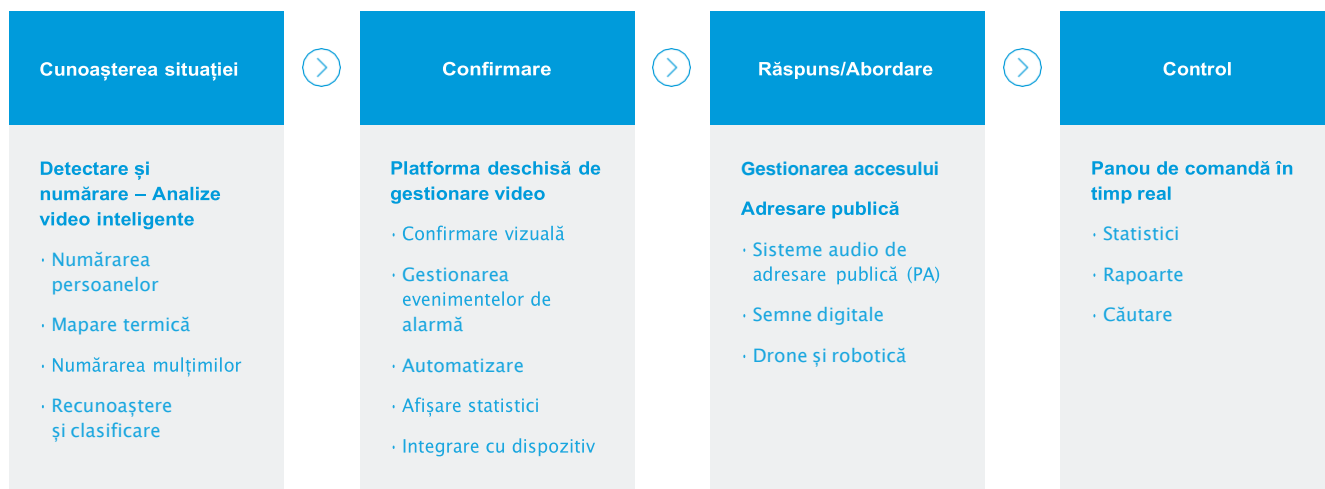 Cunoașterea situației
Detectare și
numărare – Analize
video inteligente
· Numărarea
persoanelor
· Mapare termică
· Numărarea mulțimilor
· Recunoaștere
și clasificare
Confirmare
Platforma deschisă de
gestionare video
· Confirmare vizuală
· Gestionarea
evenimentelor de
alarmă
· Automatizare
· Afișare statistici
· Integrare cu dispozitiv
Răspuns/Abordare
Gestionarea accesului
Adresare publică
· Sisteme audio de
adresare publică (PA)
· Semne digitale
· Drone și robotică
Control
Panou de comandă în
timp real
· Statistici
· Rapoarte
· Căutare